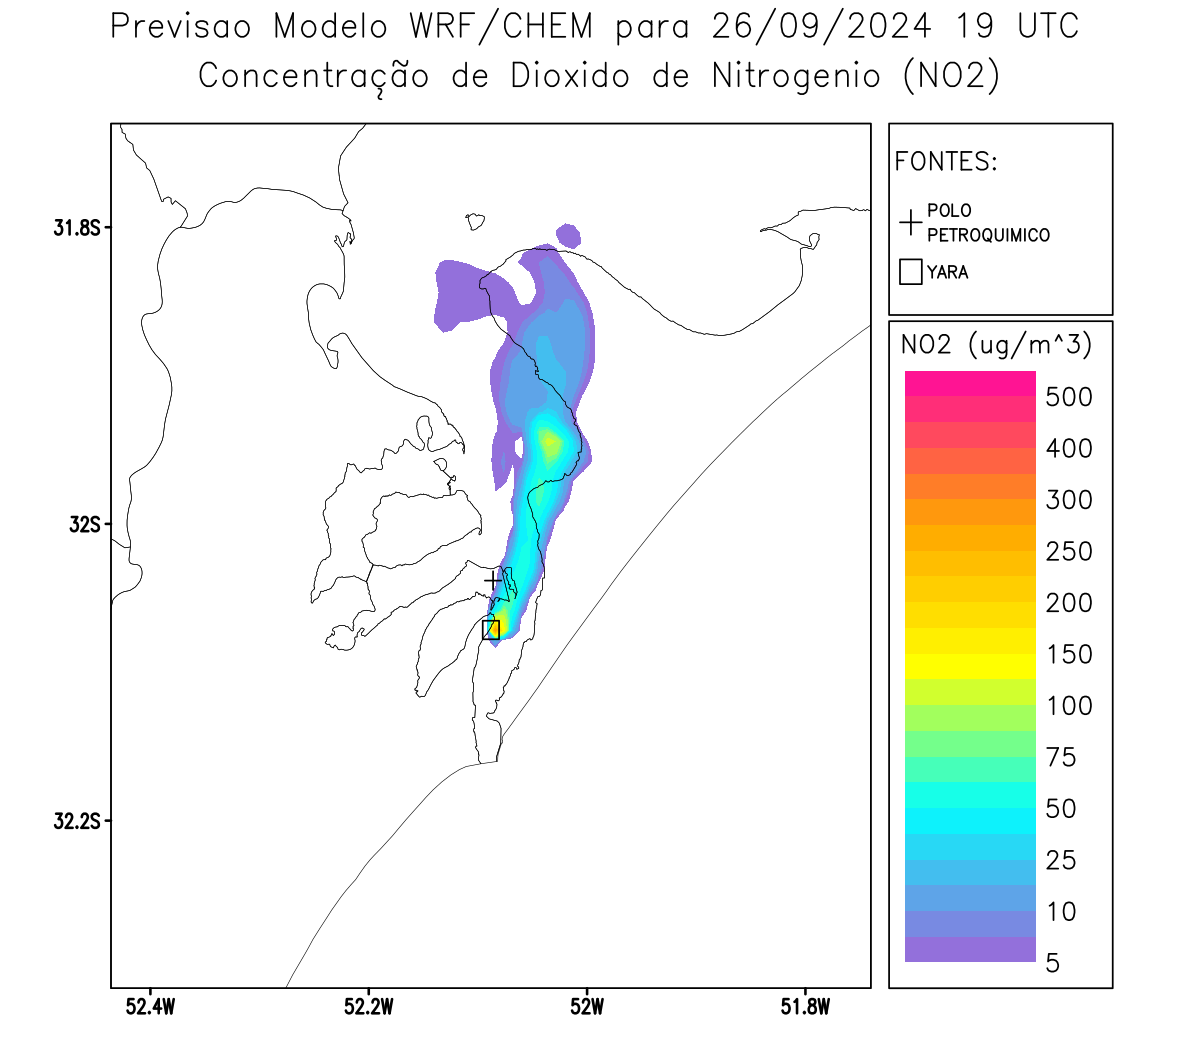 Previsao Modelo WRF/CHEM para 26/09/2024 19 UTC
Concentração de Dioxido de Nitrogenio (NO2)
FONTES:
POLO
PETROQUIMICO
YARA
31.8S
32S
32.2S
52.4W
52.2W
52W
51.8W
NO2 (ug/m^3)
500
400
300
250
200
150
100
75
50
25
10
5